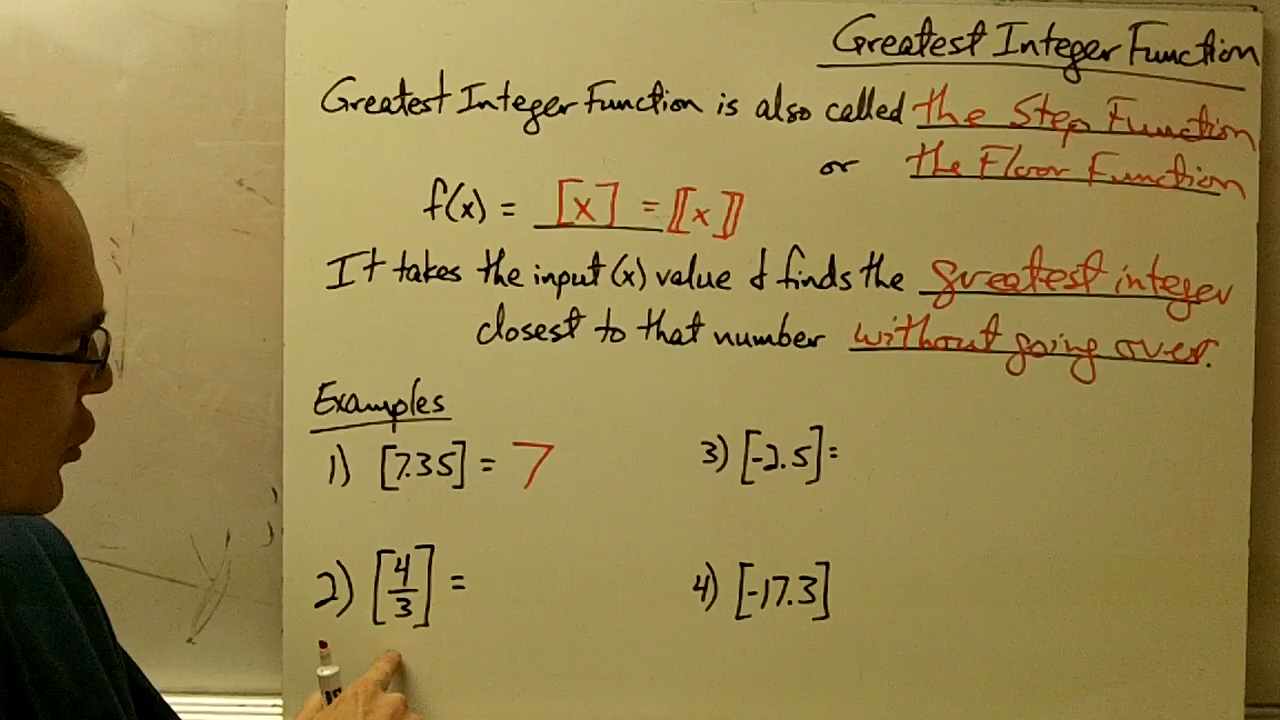 Greatest Integer Function
Greatest Integer Function is also called the Step Function
or the Floor Function
f(x) = [x] = ⟦x⟧
It takes the input (x) value & finds the greatest integer
closest to that number without going over.
Examples
1) [7.35] = 7
3) [-2.5] =
2) [4/3] =
4) [-17.3]